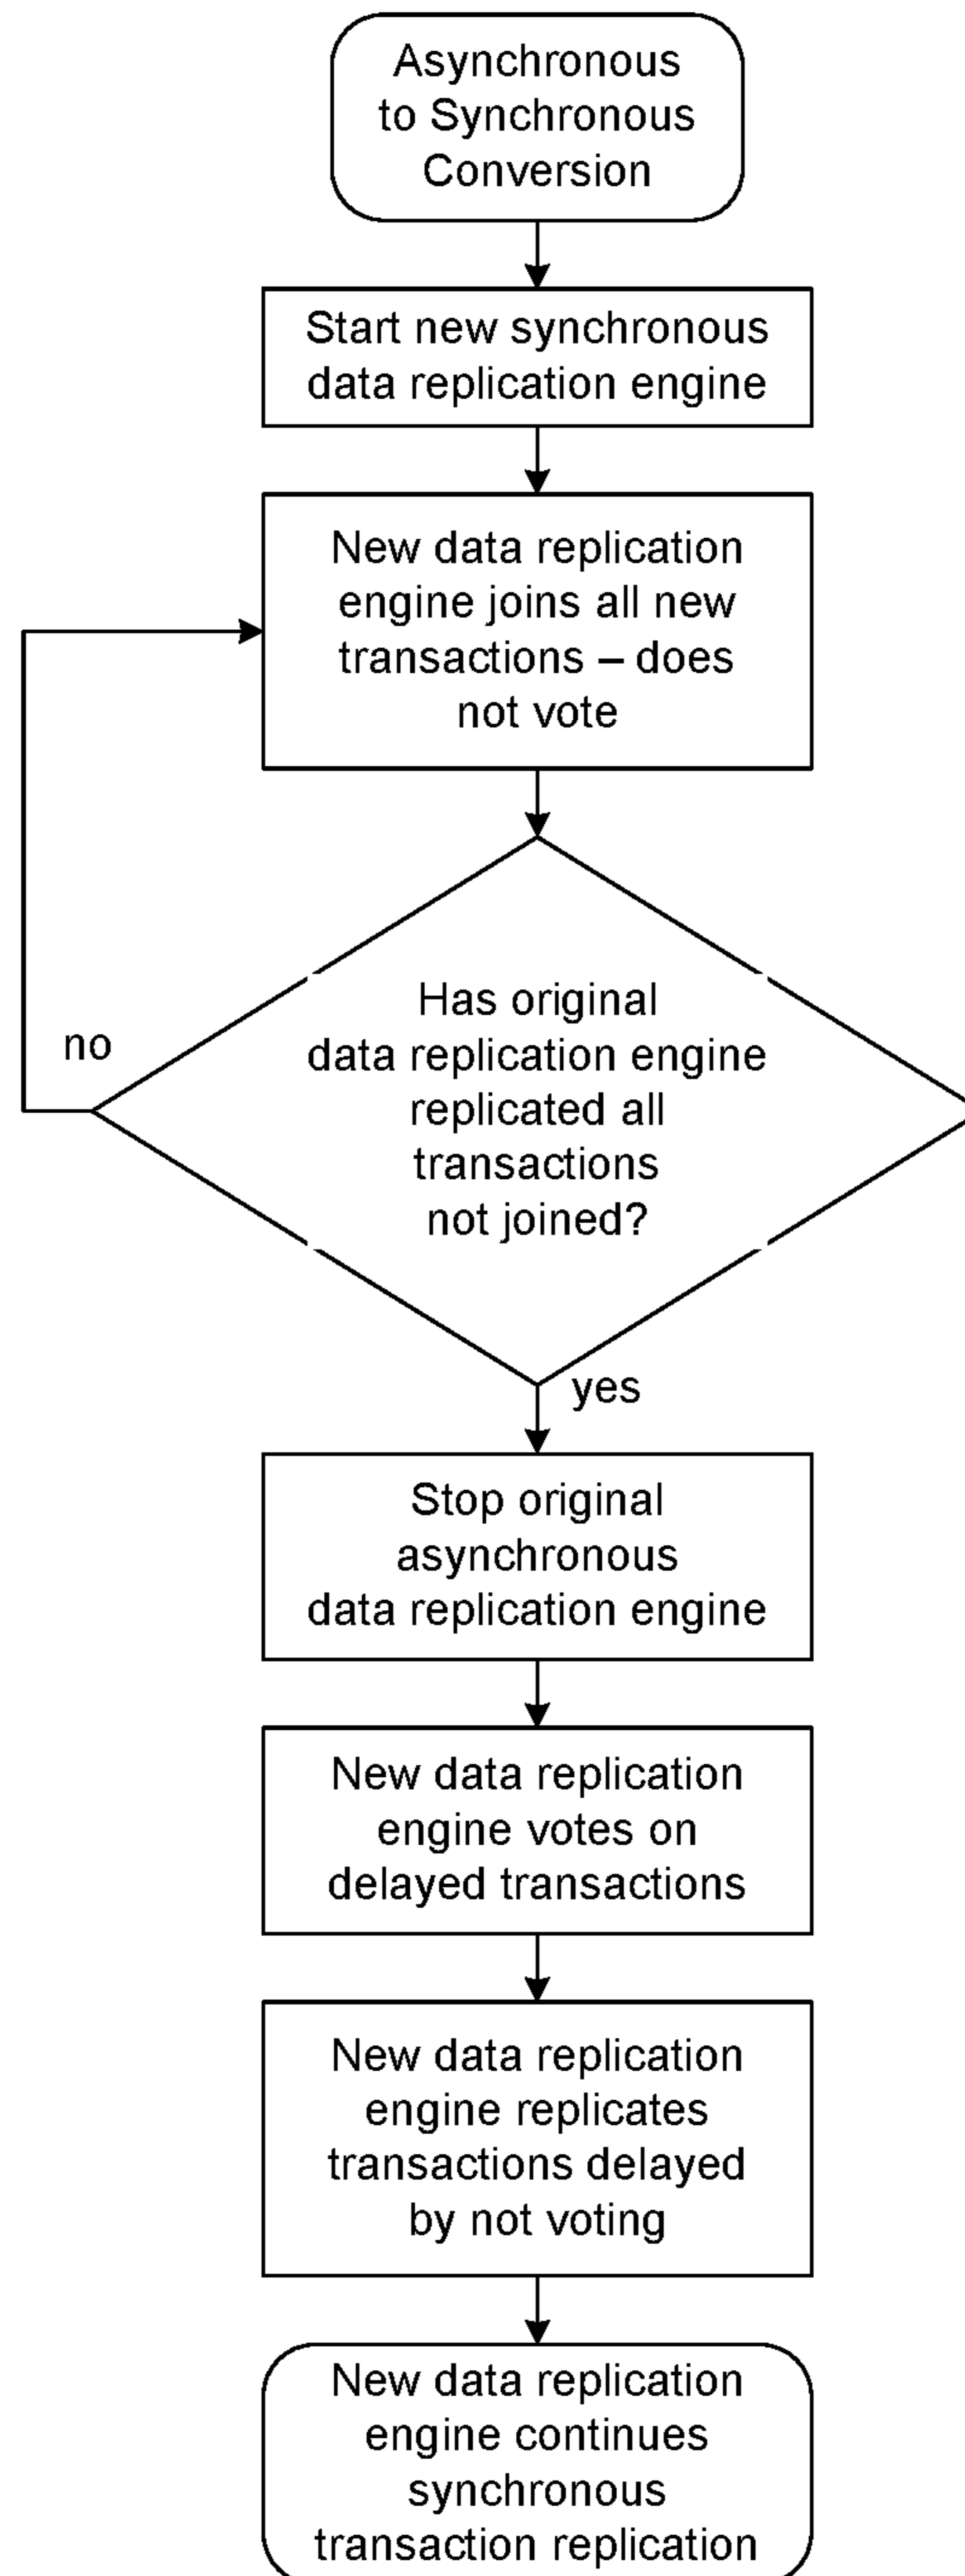 Asynchronous
to Synchronous
Conversion
Start new synchronous
data replication engine
New data replication
engine joins all new
transactions – does
not vote
Has original
data replication engine
replicated all
transactions
not joined?
no
yes
Stop original
asynchronous
data replication engine
New data replication
engine votes on
delayed transactions
New data replication
engine replicates
transactions delayed
by not voting
New data replication
engine continues
synchronous
transaction replication